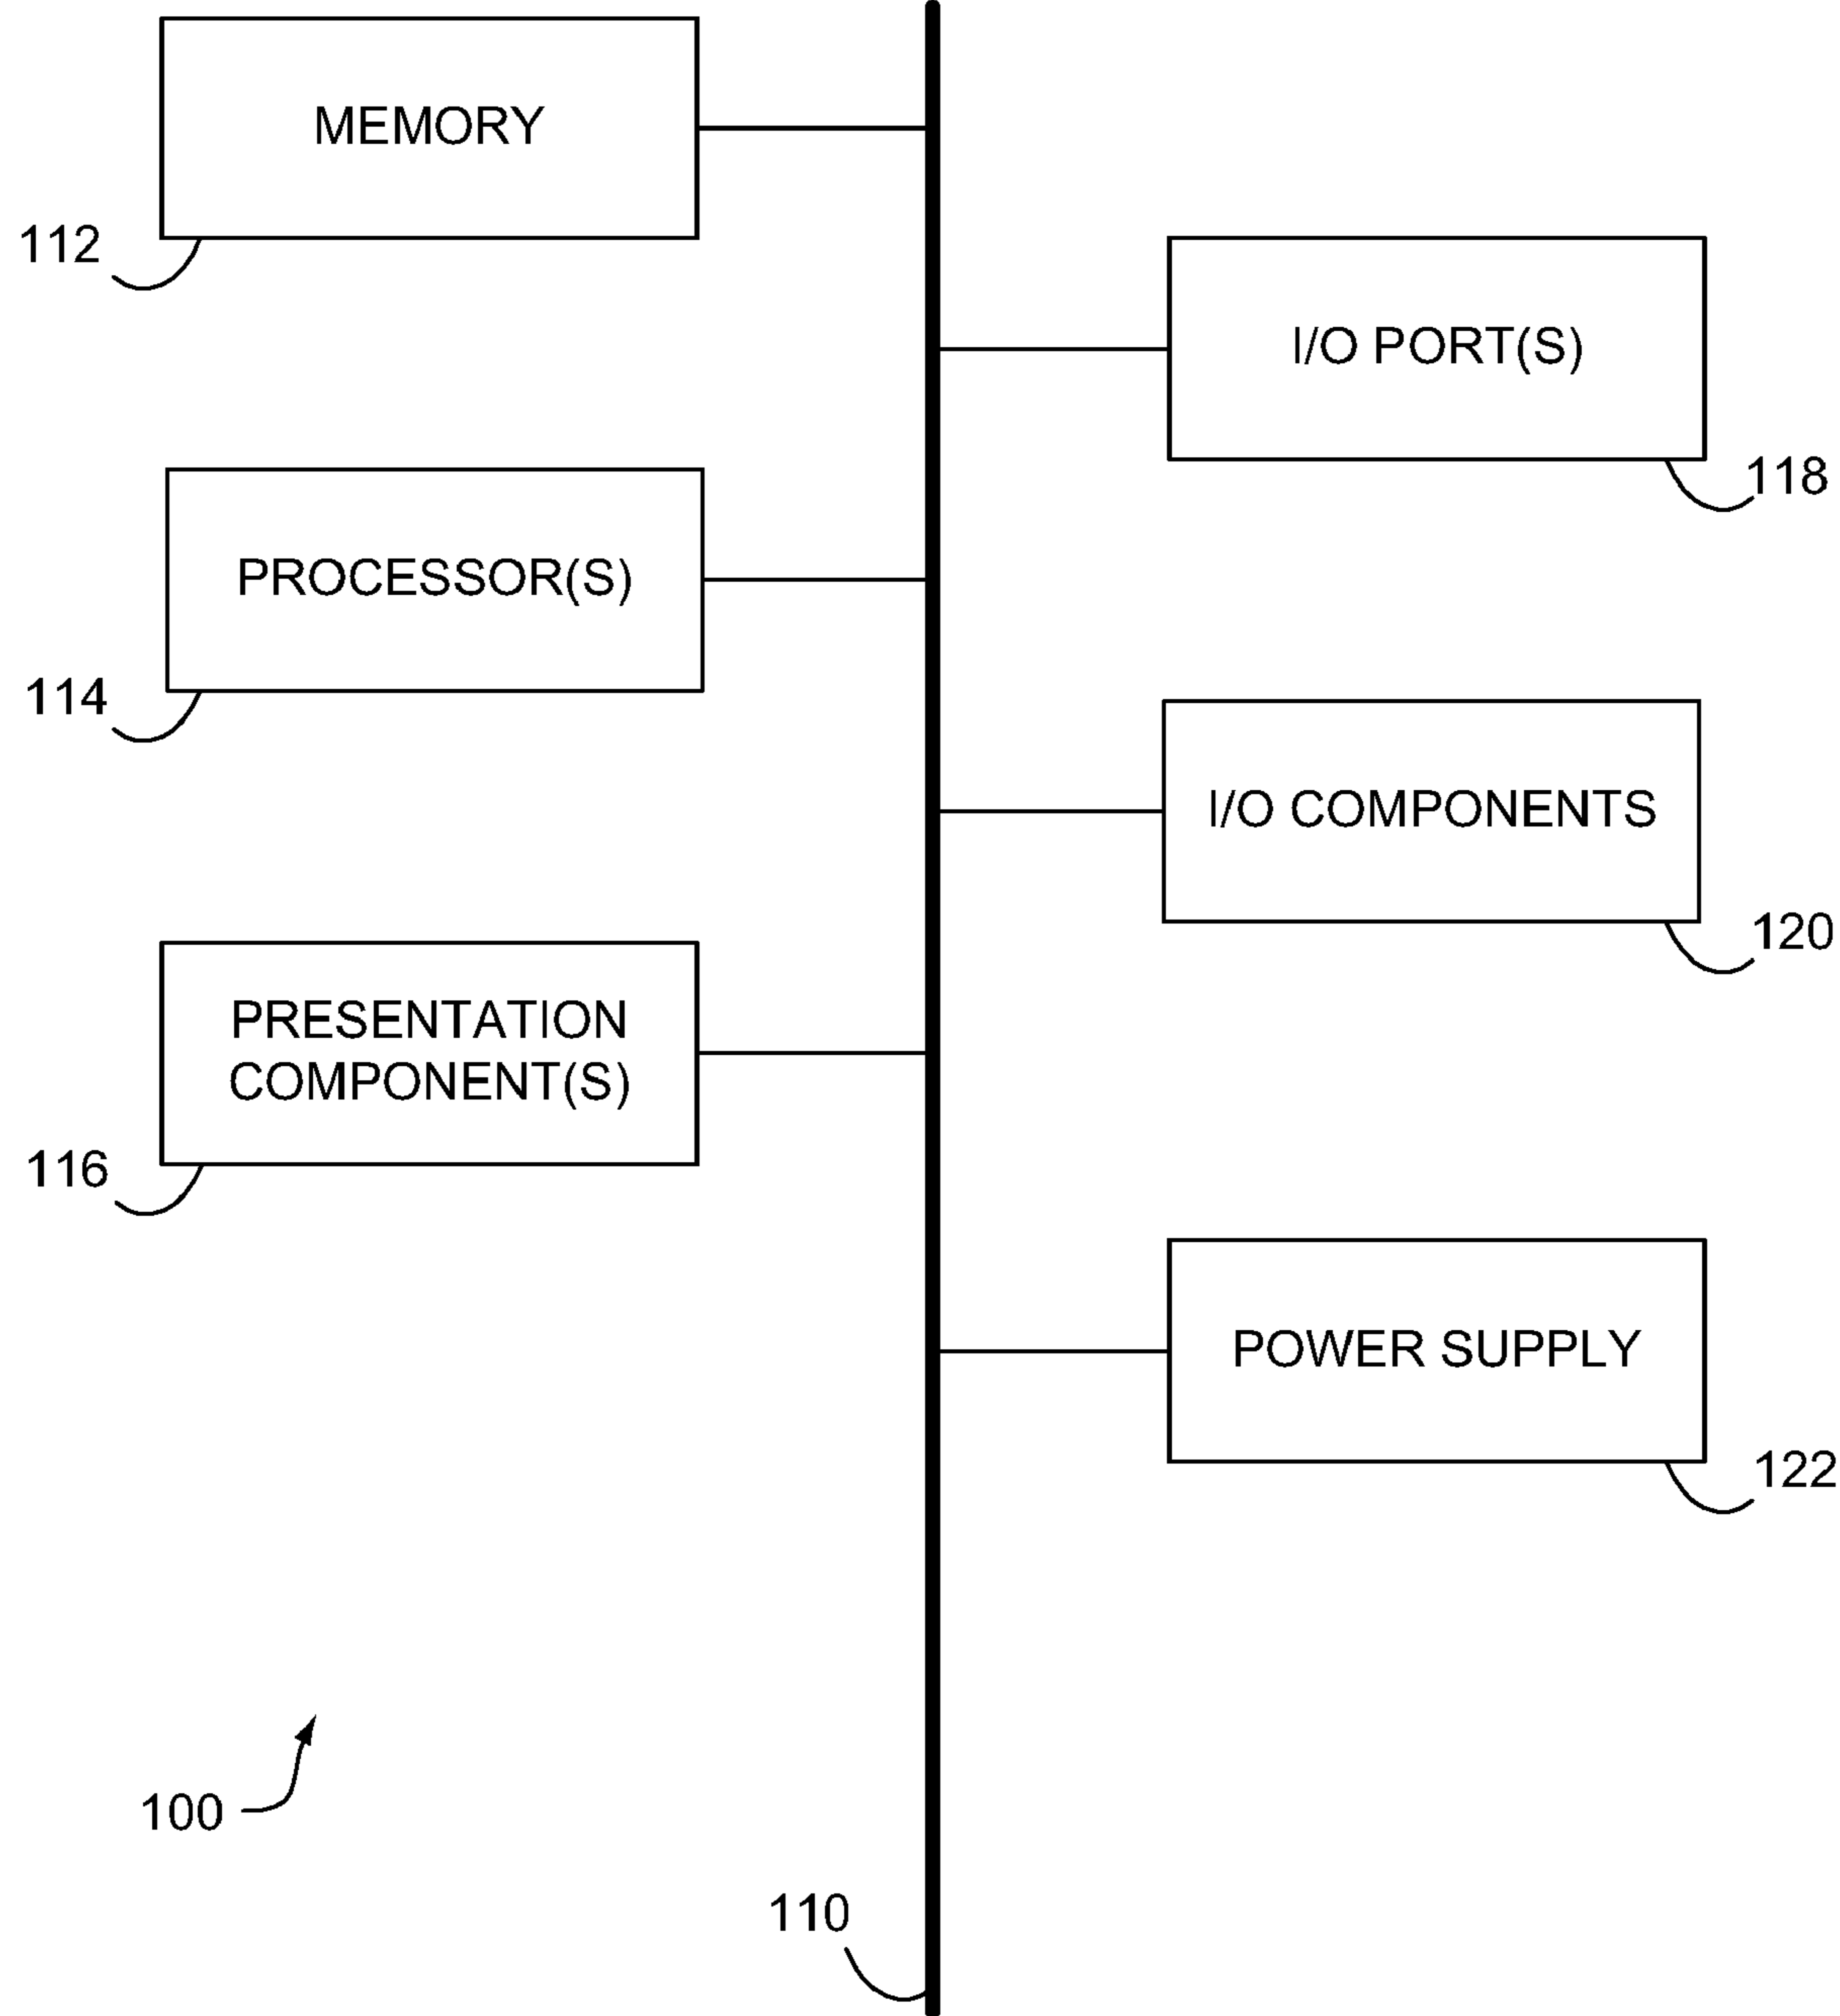 MEMORY
112
I/O PORT(S)
118
PROCESSOR(S)
114
I/O COMPONENTS
120
PRESENTATION
COMPONENT(S)
116
POWER SUPPLY
122
100
110